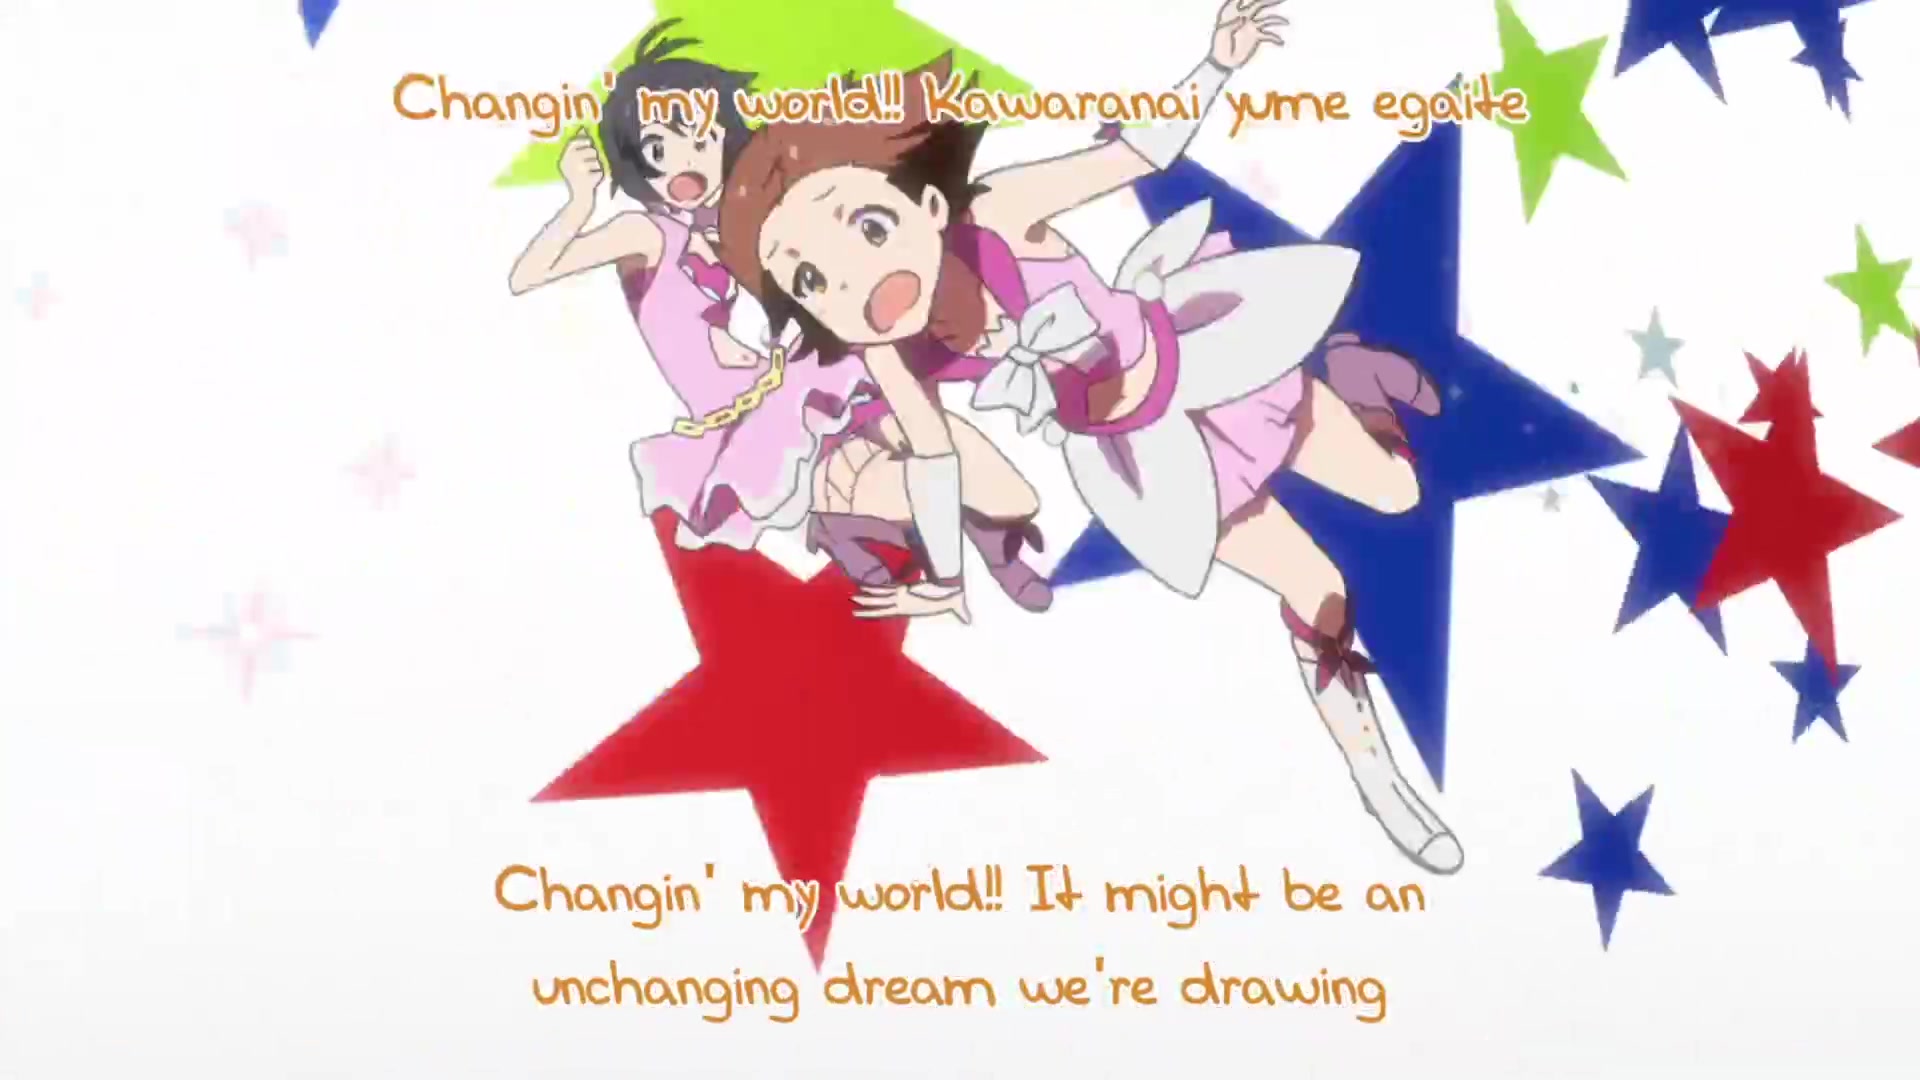 Changin' my world!! Kawaranai yume egaite
Changin' my world!! It might be an
unchanging dream we're drawing